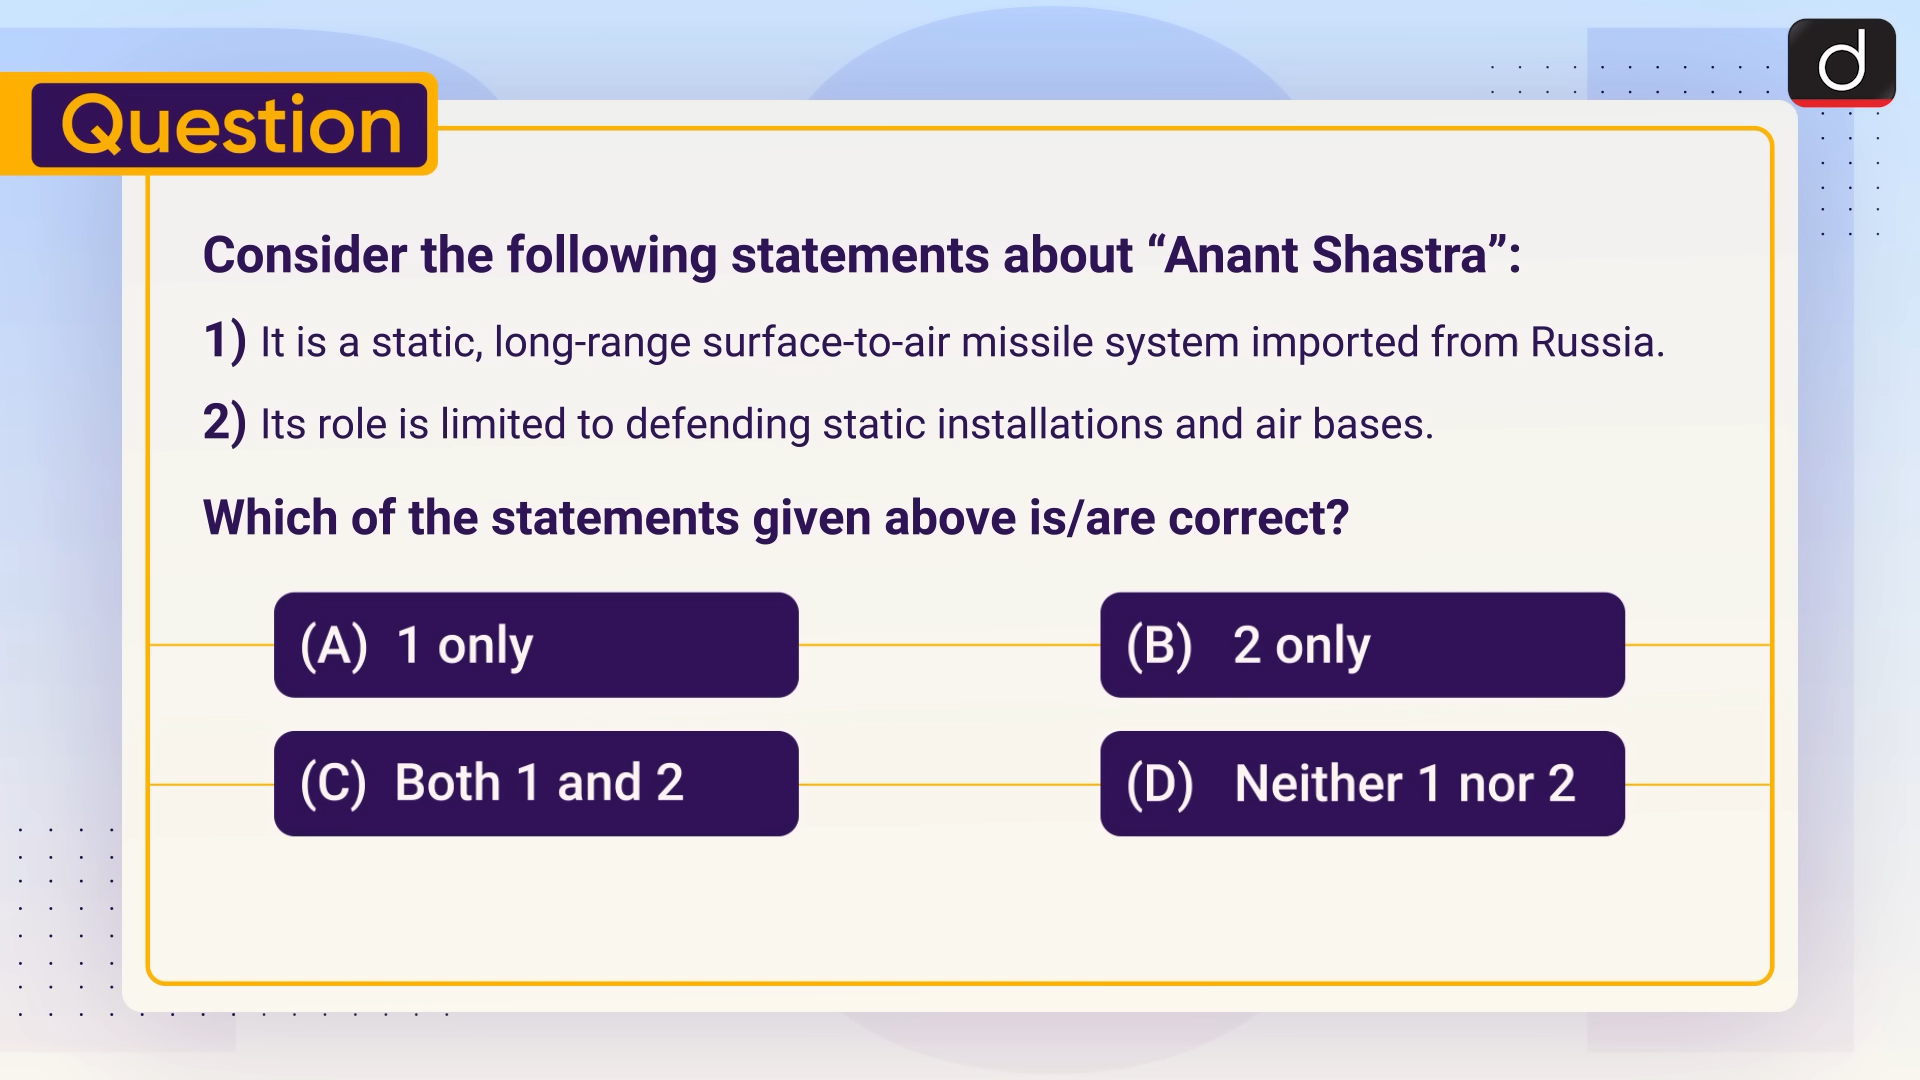 Question
Consider the following statements about “Anant Shastra”:
1) It is a static, long-range surface-to-air missile system imported from Russia.
2) Its role is limited to defending static installations and air bases.
Which of the statements given above is/are correct?
(A) 1 only
(B) 2 only
(C) Both 1 and 2
(D) Neither 1 nor 2
d